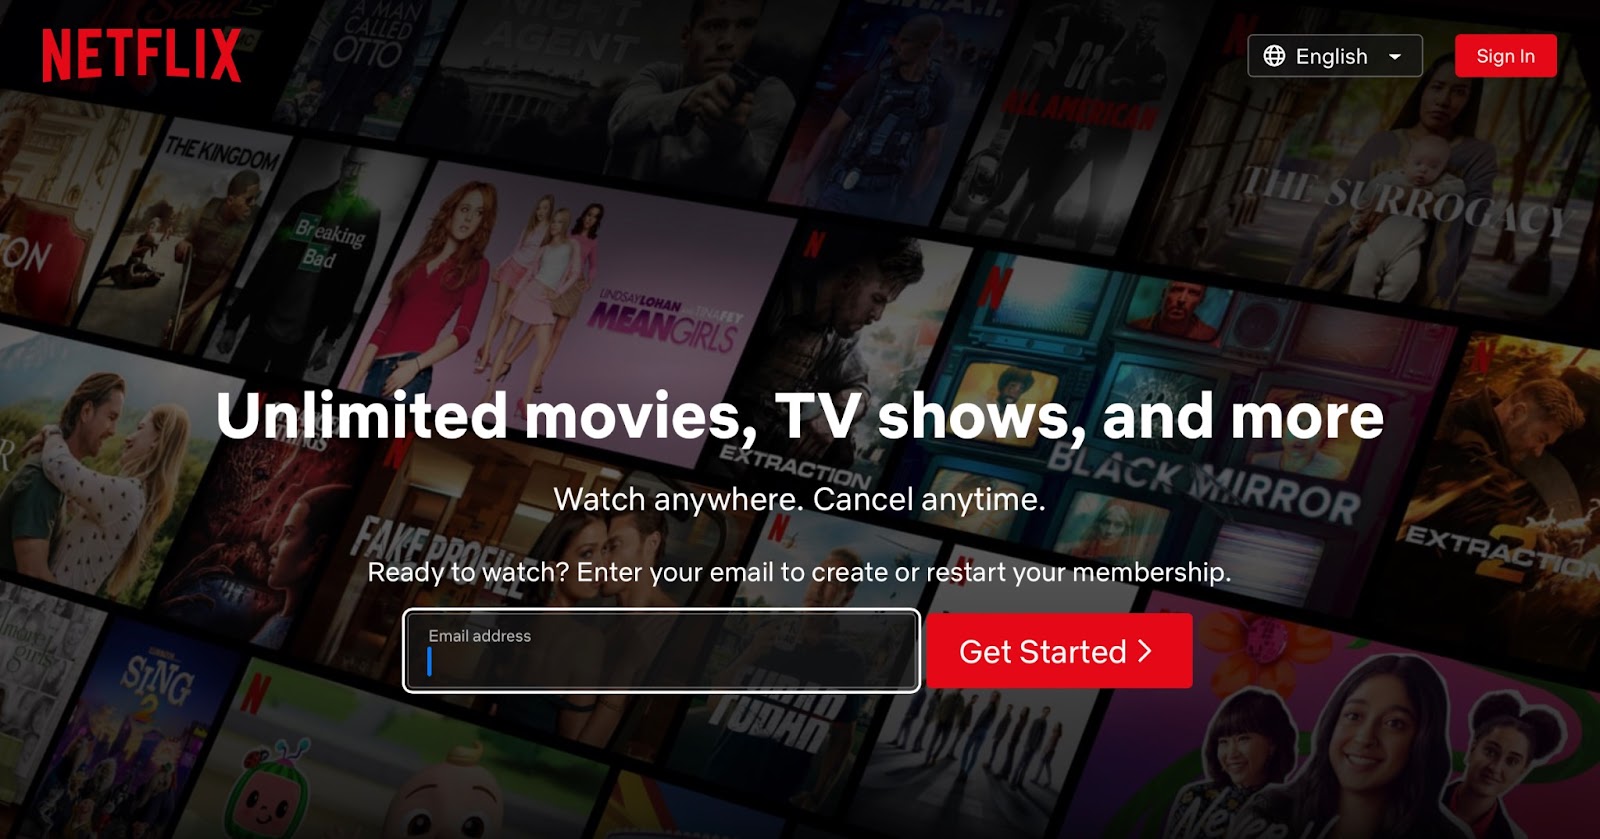 NETFLIX
A MAN
CALLED
OTTO
NIGHT
AGENT
S.W.A.T.
English
Sign In
ALL AMERICAN
THE KINGDOM
THE SURROGACY
ON
Breaking
Bad
LINDSAY LOHAN TINA FEY
MEAN GIRLS
N
N
N
Unlimited movies, TV shows, and more
EXTRACTION
BLACK MIRROR
Watch anywhere. Cancel anytime.
EXTRACTION
2
FAKE PROFILE
Ready to watch? Enter your email to create or restart your membership.
Email address
Get Started
girls
SING
2
N
Never